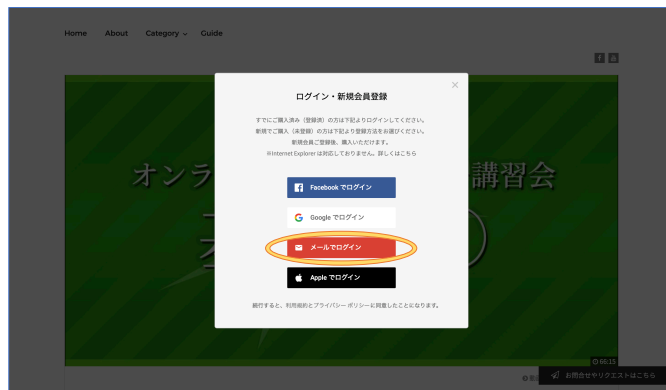 Home About Category Guide
ログイン・新規会員登録
すでにご購入済み（登録済）の方は下記よりログインしてください。
新規でご購入（未登録）の方は下記より登録方法をお選びください。
新規会員ご登録後、購入いただけます。
※Internet Explorer は対応しておりません。詳しくはこちら
オンラ
講習会
Facebook でログイン
Google でログイン
メールでログイン
Apple でログイン
続行すると、利用規約とプライバシー ポリシーに同意したことになります。
66:15
お問合せやリクエストはこちら